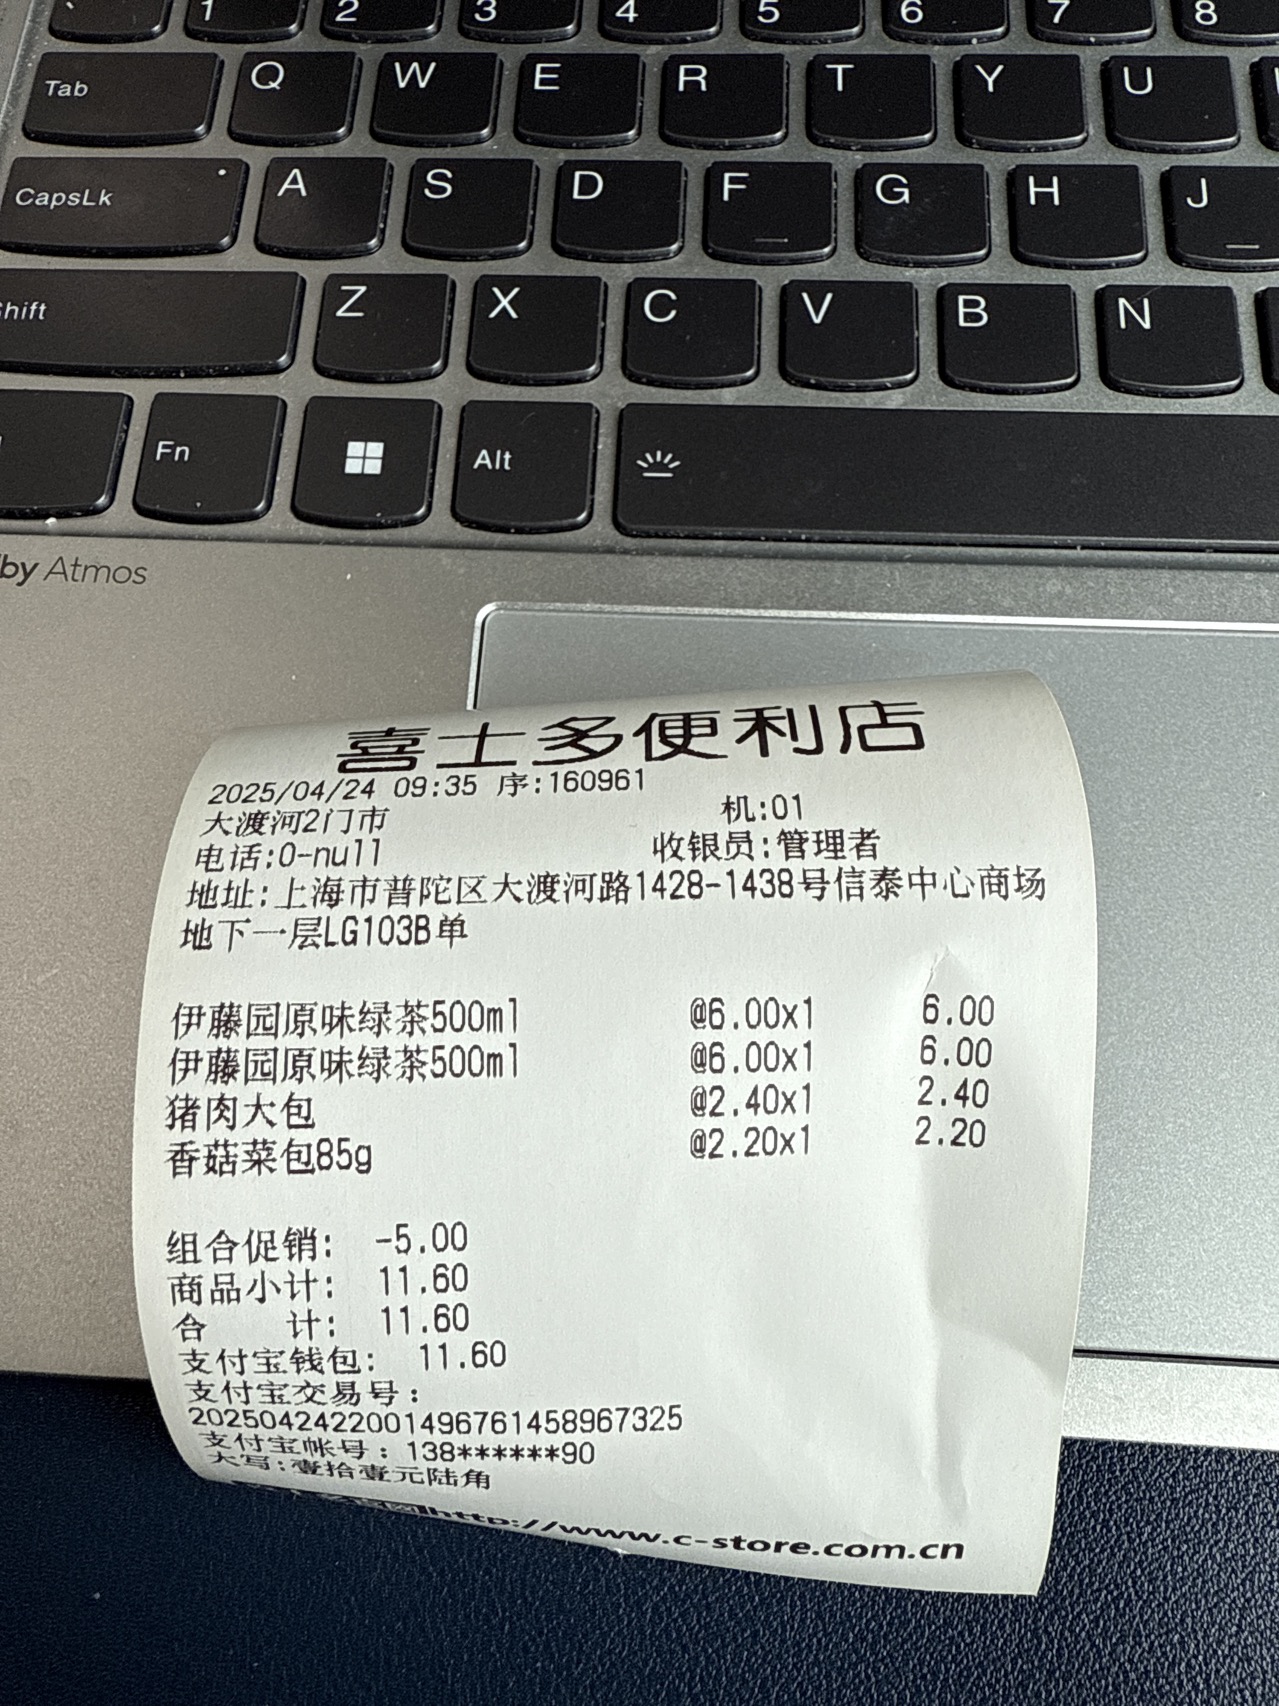 ` 1 2 3 4 5 6 7 8
Tab Q W E R T Y U
CapsLk A S D F G H J
Shift Z X C V B N
Fn Alt
by Atmos
喜士多便利店
2025/04/24 09:35 序:160961
大渡河2门市 机:01
电话:0-null 收银员:管理者
地址:上海市普陀区大渡河路1428-1438号信泰中心商场
地下一层LG103B单
伊藤园原味绿茶500ml @6.00x1 6.00
伊藤园原味绿茶500ml @6.00x1 6.00
猪肉大包 @2.40x1 2.40
香菇菜包85g @2.20x1 2.20
组合促销: -5.00
商品小计: 11.60
合 计: 11.60
支付宝钱包: 11.60
支付宝交易号:
2025042422001496761458967325
支付宝帐号:138******90
大写:壹拾壹元陆角
http://www.c-store.com.cn